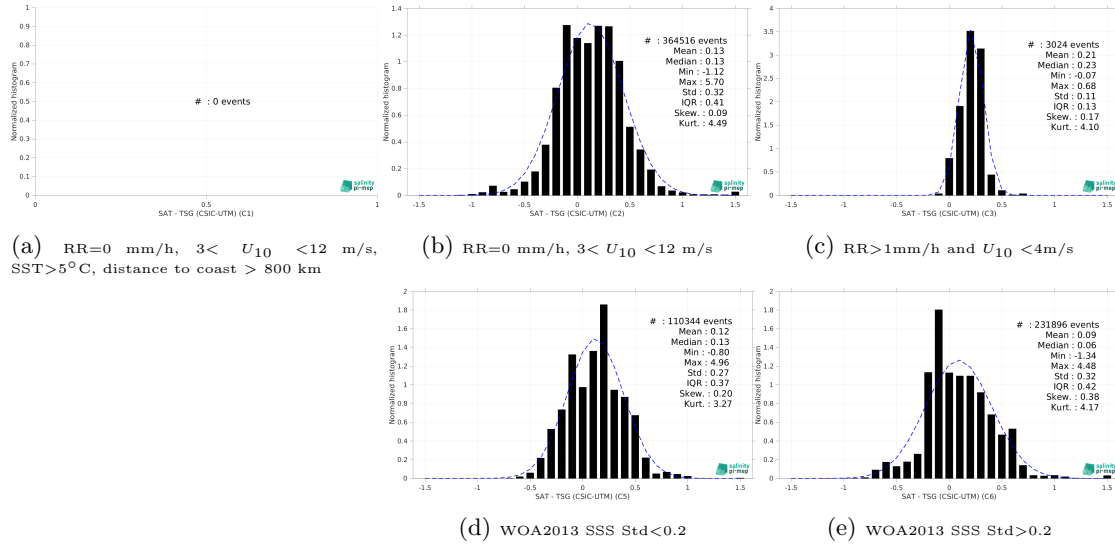 1
0.9
0.8
0.7
0.6
0.5
0.4
0.3
0.2
0.1
0
Normalized histogram
# : 0 events
salinity
pi-mep
0 0.5 1
SAT - TSG (CSIC-UTM) (C1)
(a) RR=0 mm/h, 3< U10 <12 m/s,
SST>5°C, distance to coast > 800 km
1.4
1.2
1
0.8
0.6
0.4
0.2
0
Normalized histogram
# : 364516 events
Mean : 0.13
Median : 0.13
Min : -1.12
Max : 5.70
Std : 0.32
IQR : 0.41
Skew. : 0.09
Kurt. : 4.49
salinity
pi-mep
-1.5 -1 -0.5 0 0.5 1 1.5
SAT - TSG (CSIC-UTM) (C2)
(b) RR=0 mm/h, 3< U10 <12 m/s
4
3.5
3
2.5
2
1.5
1
0.5
0
Normalized histogram
# : 3024 events
Mean : 0.21
Median : 0.23
Min : -0.07
Max : 0.68
Std : 0.11
IQR : 0.13
Skew. : 0.17
Kurt. : 4.10
salinity
pi-mep
-1.5 -1 -0.5 0 0.5 1 1.5
SAT - TSG (CSIC-UTM) (C3)
(c) RR>1mm/h and U10 <4m/s
2
1.8
1.6
1.4
1.2
1
0.8
0.6
0.4
0.2
0
Normalized histogram
# : 110344 events
Mean : 0.12
Median : 0.13
Min : -0.80
Max : 4.96
Std : 0.27
IQR : 0.37
Skew. : 0.20
Kurt. : 3.27
salinity
pi-mep
-1.5 -1 -0.5 0 0.5 1 1.5
SAT - TSG (CSIC-UTM) (C5)
(d) WOA2013 SSS Std<0.2
2
1.8
1.6
1.4
1.2
1
0.8
0.6
0.4
0.2
0
Normalized histogram
# : 231896 events
Mean : 0.09
Median : 0.06
Min : -1.34
Max : 4.48
Std : 0.32
IQR : 0.42
Skew. : 0.38
Kurt. : 4.17
salinity
pi-mep
-1.5 -1 -0.5 0 0.5 1 1.5
SAT - TSG (CSIC-UTM) (C6)
(e) WOA2013 SSS Std>0.2